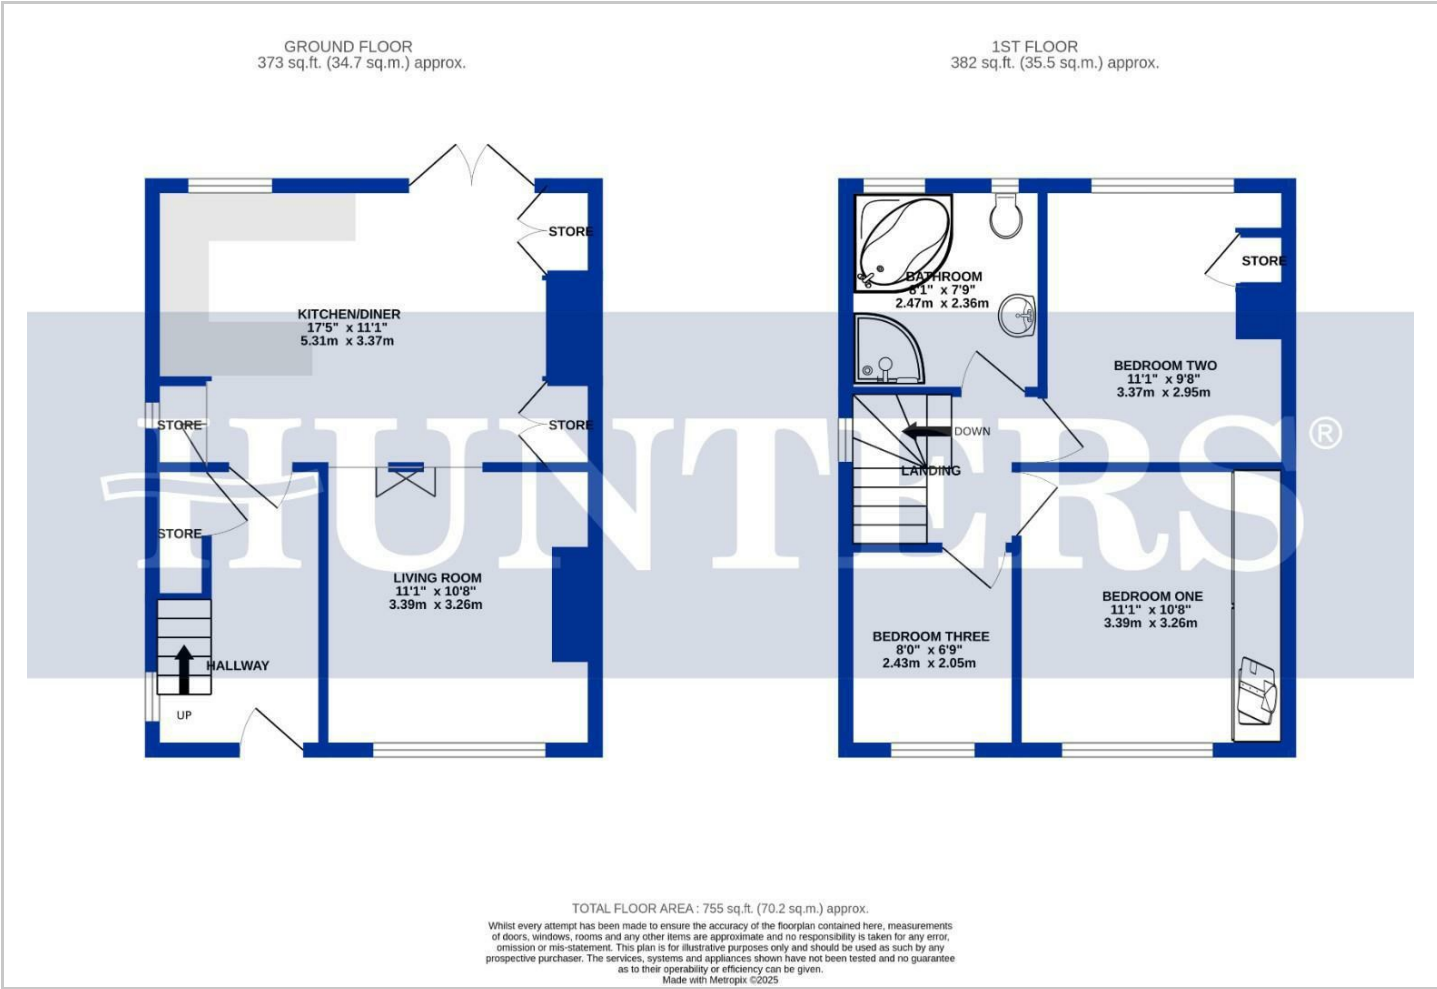 GROUND FLOOR
373 sq.ft. (34.7 sq.m.) approx.
1ST FLOOR
382 sq.ft. (35.5 sq.m.) approx.
STORE
KITCHEN/DINER
17'5" x 11'1"
5.31m x 3.37m
STORE
STORE
STORE
LIVING ROOM
11'1" x 10'8"
3.39m x 3.26m
HALLWAY
UP
BATHROOM
8'1" x 7'9"
2.47m x 2.36m
STORE
BEDROOM TWO
11'1" x 9'8"
3.37m x 2.95m
DOWN
LANDING
BEDROOM ONE
11'1" x 10'8"
3.39m x 3.26m
BEDROOM THREE
8'0" x 6'9"
2.43m x 2.05m
HUNTERS®
TOTAL FLOOR AREA : 755 sq.ft. (70.2 sq.m.) approx.
Whilst every attempt has been made to ensure the accuracy of the floorplan contained here, measurements
of doors, windows, rooms and any other items are approximate and no responsibility is taken for any error,
omission or mis-statement. This plan is for illustrative purposes only and should be used as such by any
prospective purchaser. The services, systems and appliances shown have not been tested and no guarantee
as to their operability or efficiency can be given.
Made with Metropix ©2025